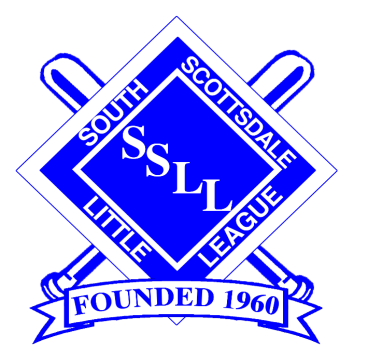 SOUTH SCOTTSDALE
SSLL
LITTLE LEAGUE
FOUNDED 1960